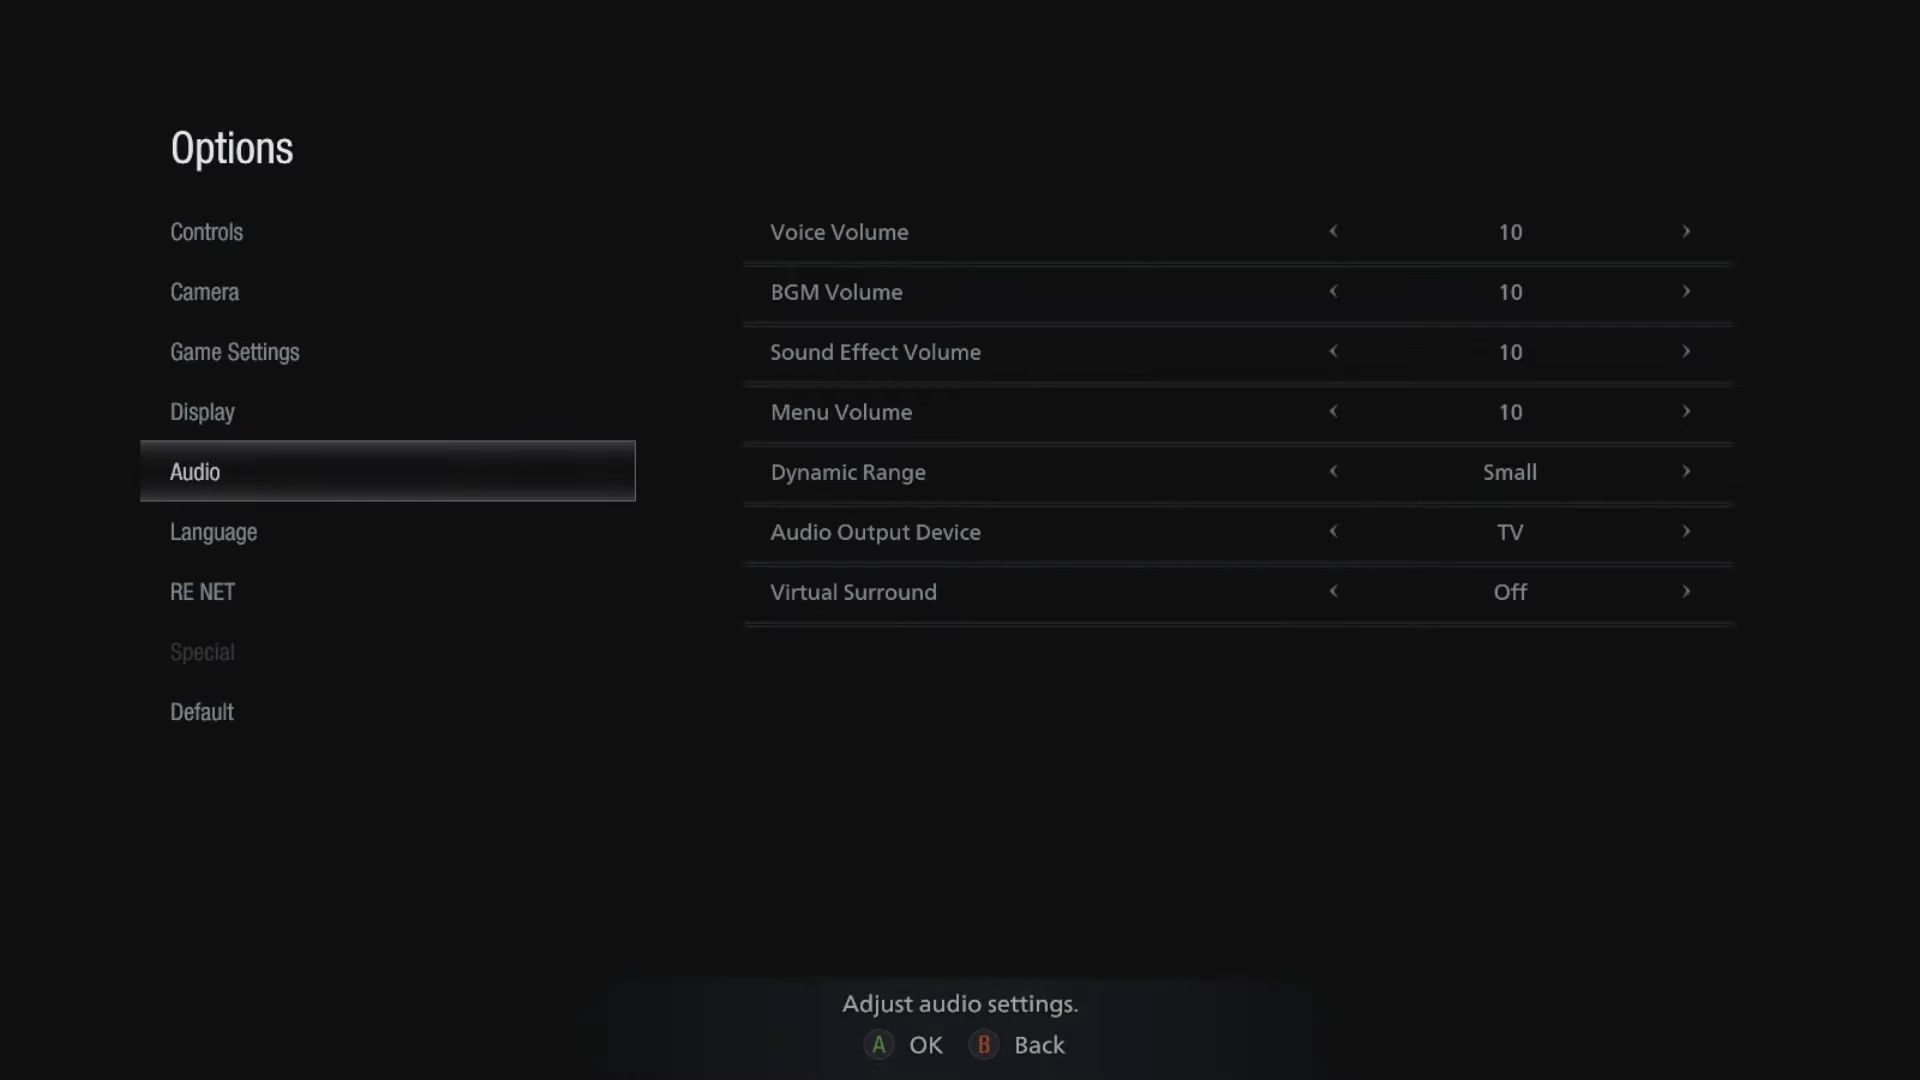 Options
Controls
Camera
Game Settings
Display
Audio
Language
RE NET
Special
Default
Voice Volume < 10 >
BGM Volume < 10 >
Sound Effect Volume < 10 >
Menu Volume < 10 >
Dynamic Range < Small >
Audio Output Device < TV >
Virtual Surround < Off >
Adjust audio settings.
A OK B Back